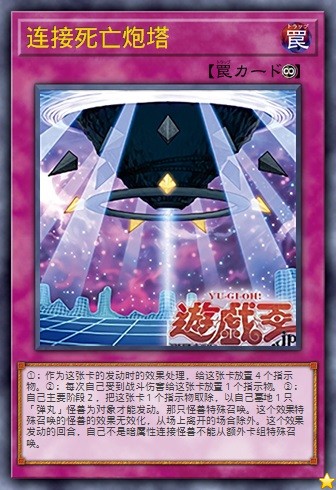 连接死亡炮塔
トラップ
罠
【罠カード】
YU-GI-OH!
遊戯王
.jp
①：作为这张卡的发动时的效果处理，给这张卡放置４个指示
物。②：每次自己受到战斗伤害给这张卡放置１个指示物。③：
自己主要阶段２，把这张卡１个指示物取除，以自己墓地１只
「弹丸」怪兽为对象才能发动。那只怪兽特殊召唤。这个效果特
殊召唤的怪兽的效果无效化，从场上离开的场合除外。这个效果
发动的回合，自己不是暗属性连接怪兽不能从额外卡组特殊召
唤。